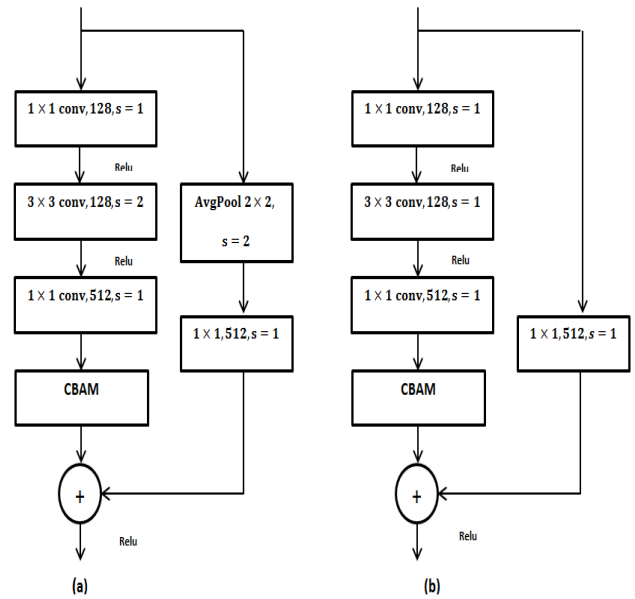 1 × 1 conv, 128, s = 1
Relu
3 × 3 conv, 128, s = 2
Relu
1 × 1 conv, 512, s = 1
CBAM
+
Relu
AvgPool 2 × 2,
s = 2
1 × 1, 512, s = 1
(a)
1 × 1 conv, 128, s = 1
Relu
3 × 3 conv, 128, s = 1
Relu
1 × 1 conv, 512, s = 1
CBAM
+
Relu
1 × 1, 512, s = 1
(b)